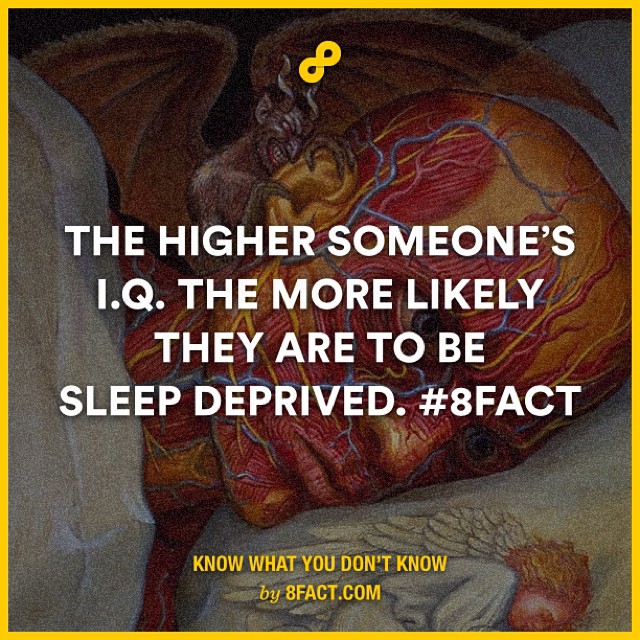 THE HIGHER SOMEONE'S
I.Q. THE MORE LIKELY
THEY ARE TO BE
SLEEP DEPRIVED. #8FACT
KNOW WHAT YOU DON'T KNOW
by 8FACT.COM